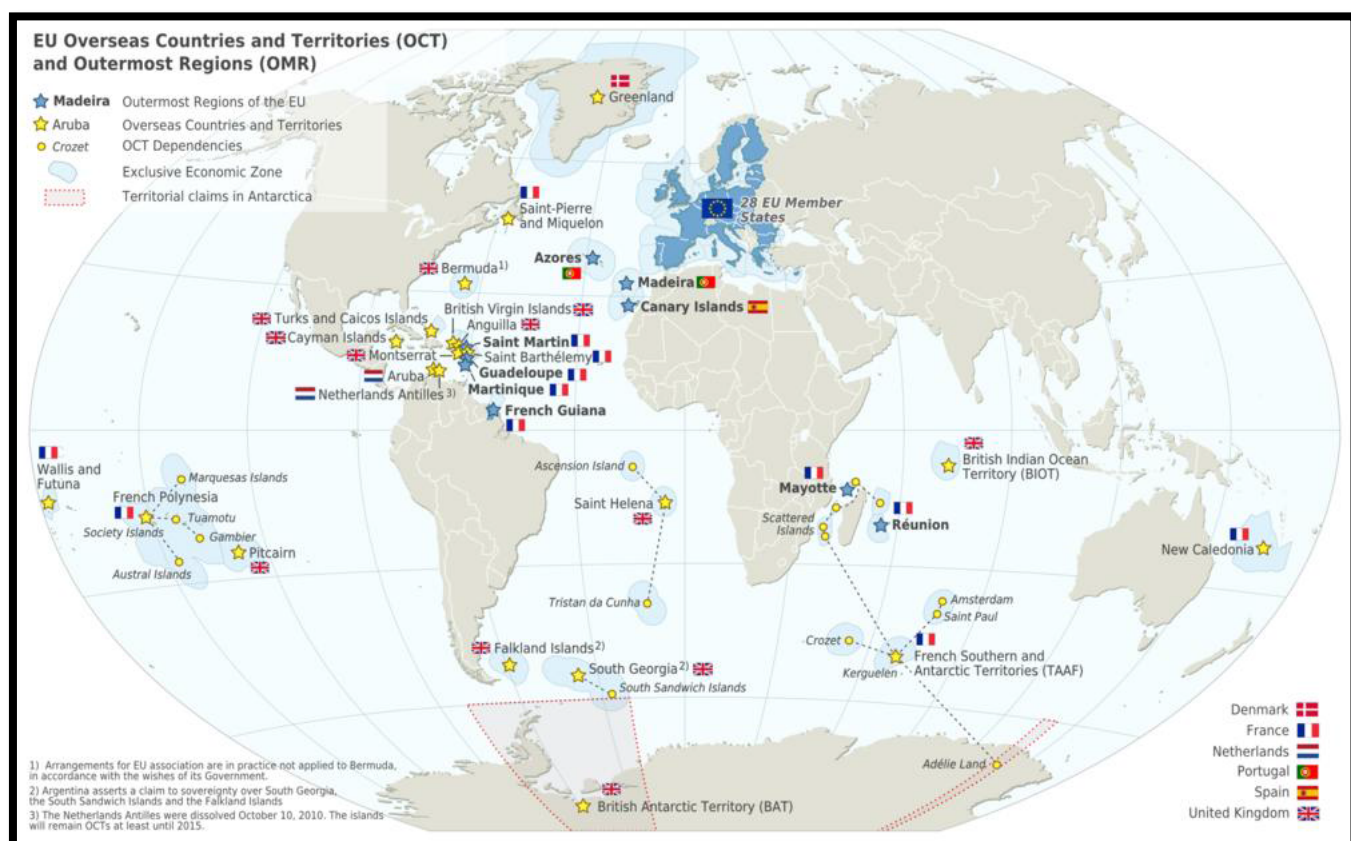 EU Overseas Countries and Territories (OCT)
and Outermost Regions (OMR)
Madeira Outermost Regions of the EU
Aruba Overseas Countries and Territories
Crozet OCT Dependencies
Exclusive Economic Zone
Territorial claims in Antarctica
Greenland
28 EU Member
States
Saint-Pierre
and Miquelon
Azores
Bermuda1)
Madeira
Canary Islands
British Virgin Islands
Turks and Caicos Islands
Anguilla
Cayman Islands
Saint Martin
Montserrat
Saint Barthélemy
Aruba
Guadeloupe
Netherlands Antilles3)
Martinique
French Guiana
Wallis and
Futuna
Marquesas Islands
French Polynesia
Society Islands
Tuamotu
Gambier
Pitcairn
Austral Islands
Ascension Island
Saint Helena
Tristan da Cunha
British Indian Ocean
Territory (BIOT)
Mayotte
Scattered
Islands
Réunion
New Caledonia
Amsterdam
Saint Paul
Crozet
Kerguelen
French Southern and
Antarctic Territories (TAAF)
Falkland Islands2)
South Georgia2)
South Sandwich Islands
Adélie Land
British Antarctic Territory (BAT)
Denmark
France
Netherlands
Portugal
Spain
United Kingdom
1) Arrangements for EU association are in practice not applied to Bermuda,
in accordance with the wishes of its Government.
2) Argentina asserts a claim to sovereignty over South Georgia,
the South Sandwich Islands and the Falkland Islands
3) The Netherlands Antilles were dissolved October 10, 2010. The islands
will remain OCTs at least until 2015.